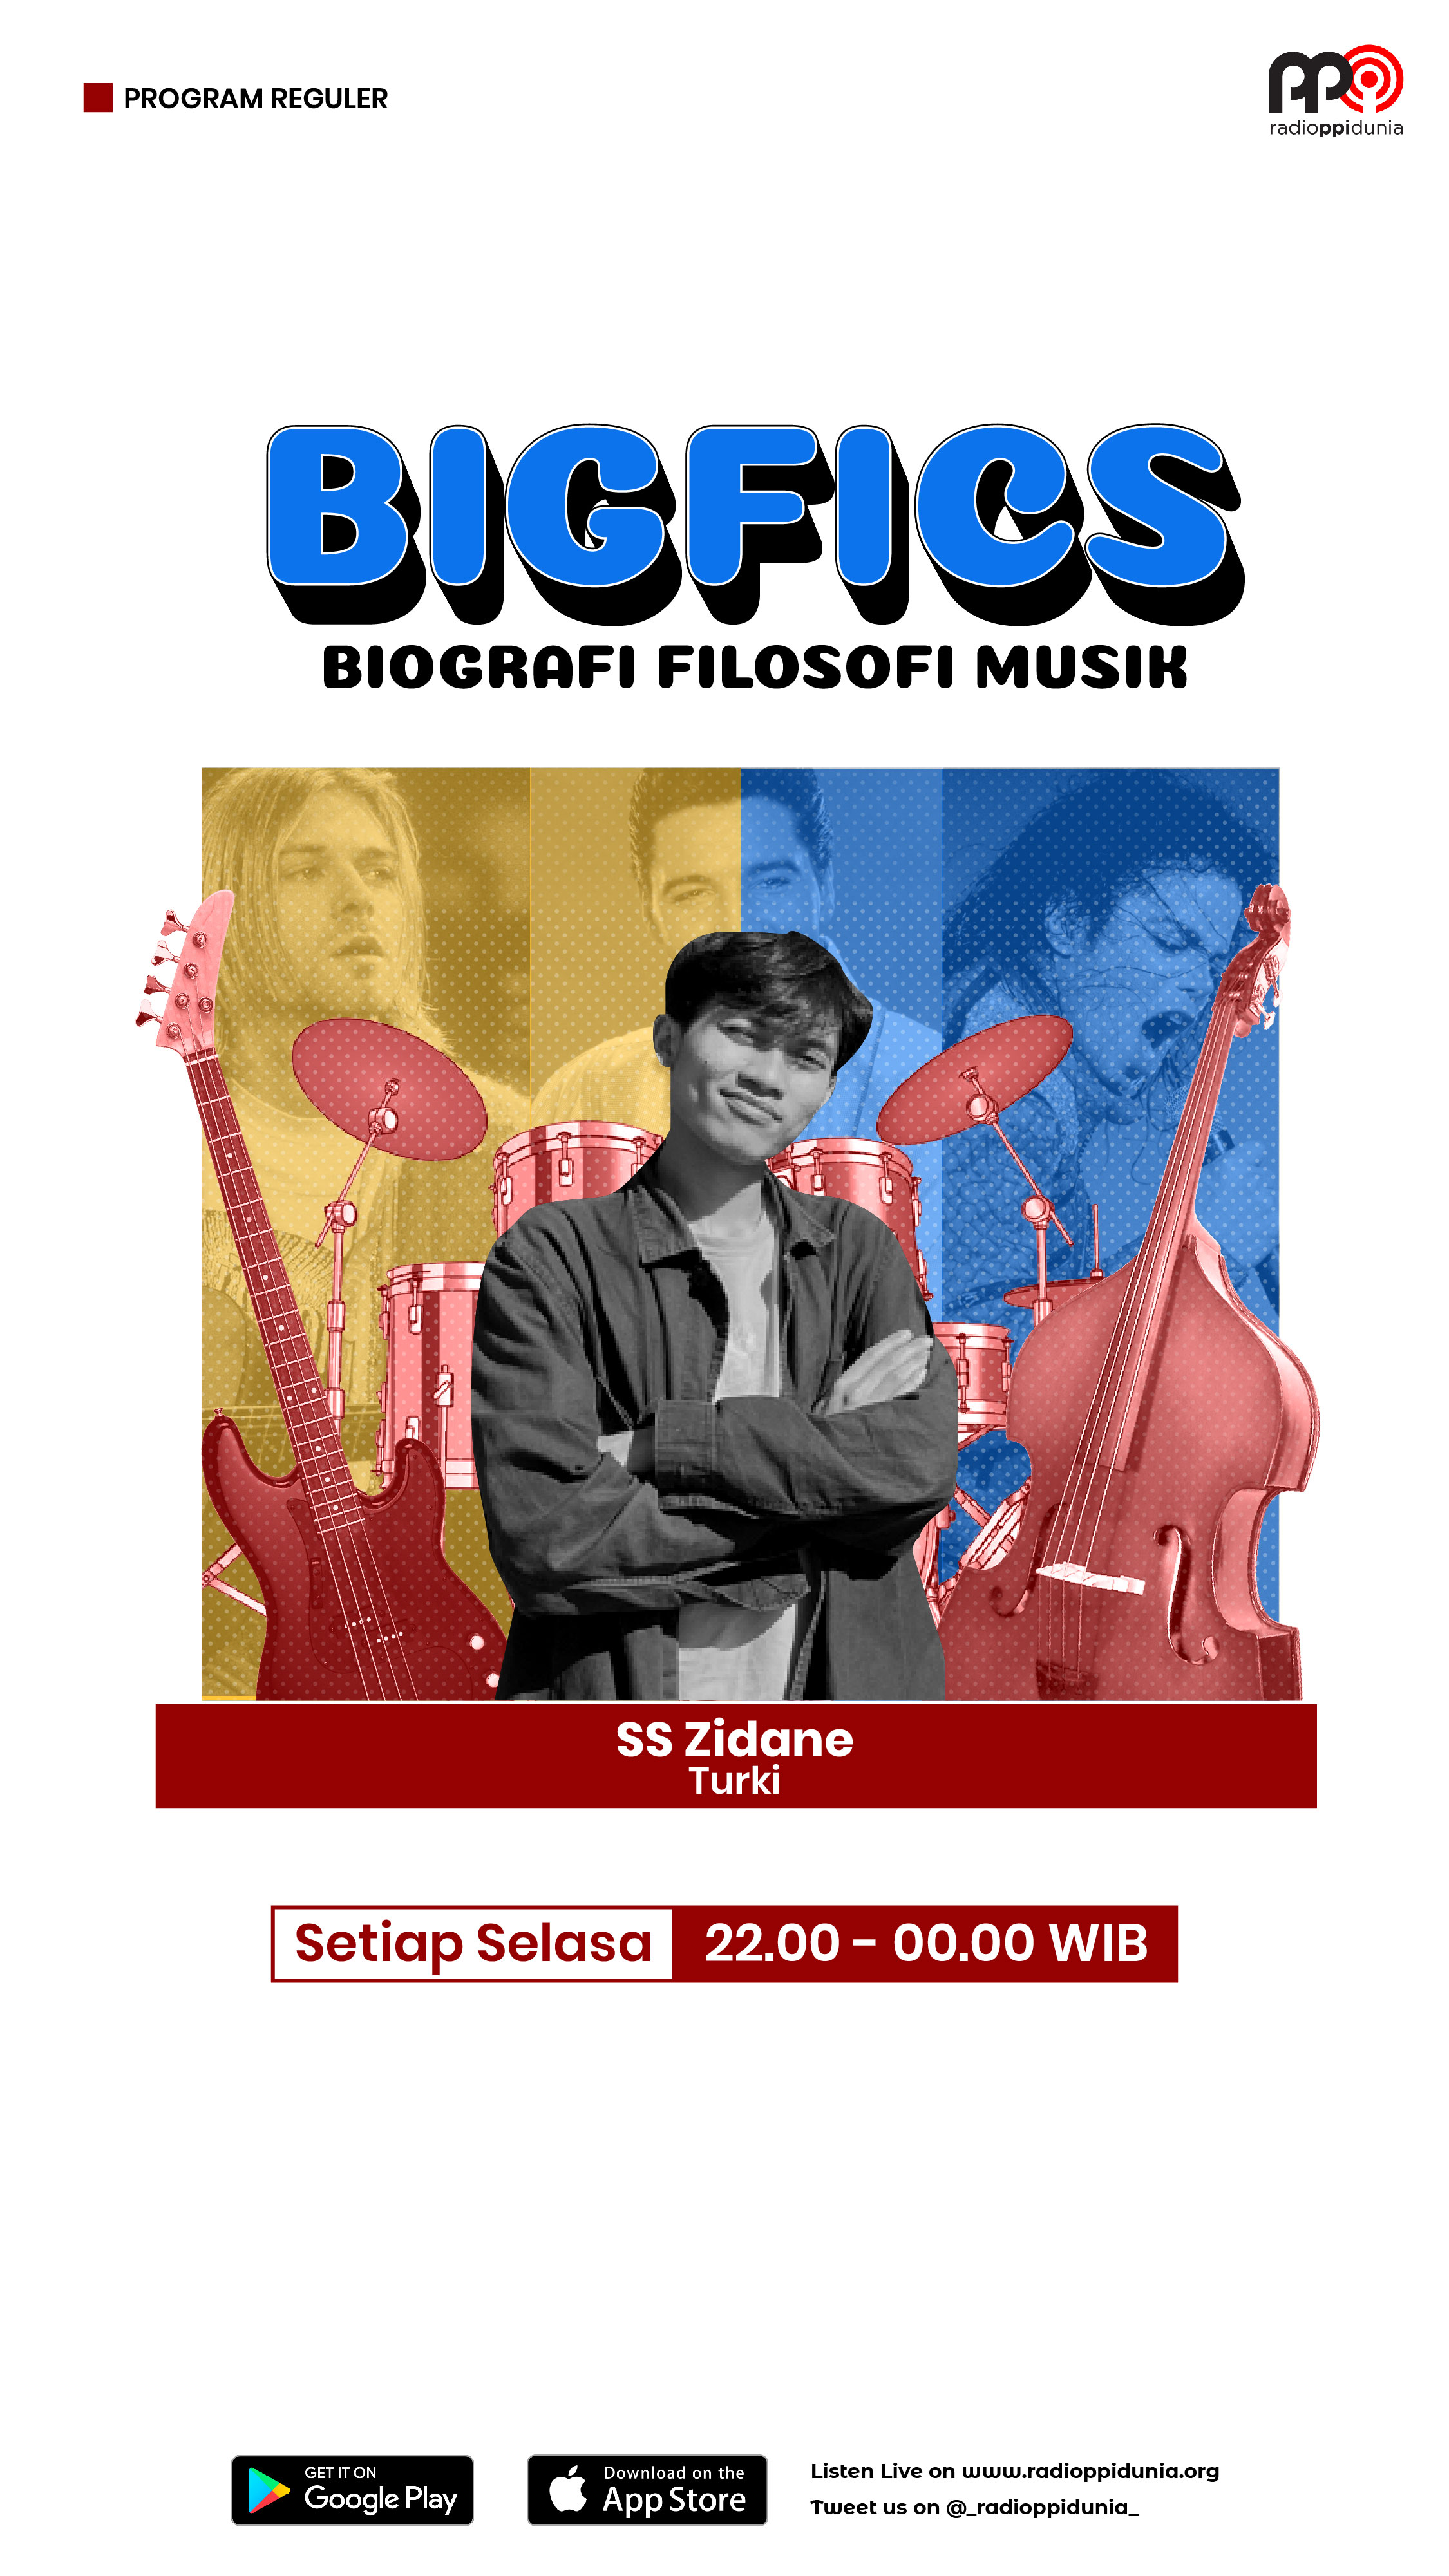 PROGRAM REGULER
radioppidunia
BIGFICS
BIOGRAFI FILOSOFI MUSIK
SS Zidane
Turki
Setiap Selasa 22.00 - 00.00 WIB
GET IT ON
Google Play
Download on the
App Store
Listen Live on www.radioppidunia.org
Tweet us on @_radioppidunia_